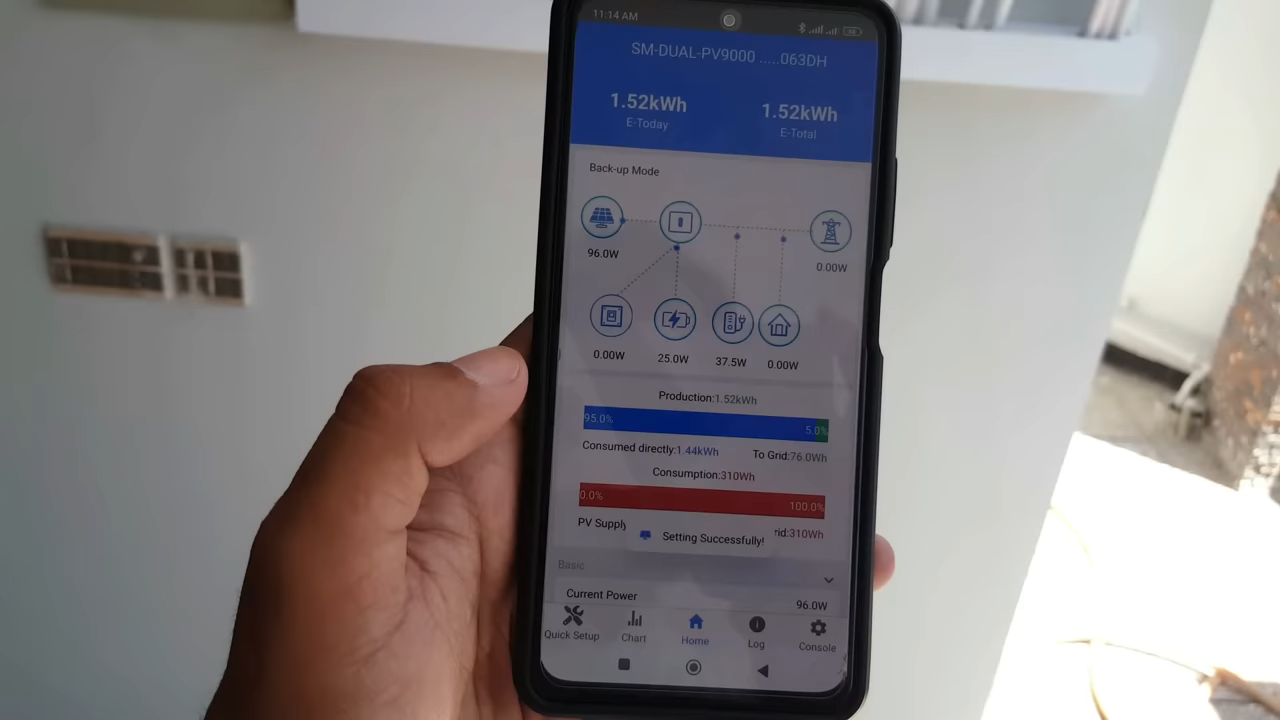 11:14 AM
SM-DUAL-PV9000 .....063DH
1.52kWh 1.52kWh
E-Today E-Total
Back-up Mode
96.0W 0.00W
0.00W 25.0W 37.5W 0.00W
Production:1.52kWh
95.0% 5.0%
Consumed directly:1.44kWh To Grid:76.0Wh
Consumption:310Wh
0.0% 100.0%
PV Supply rid:310Wh
Setting Successfully!
Basic
Current Power 96.0W
Quick Setup Chart Home Log Console